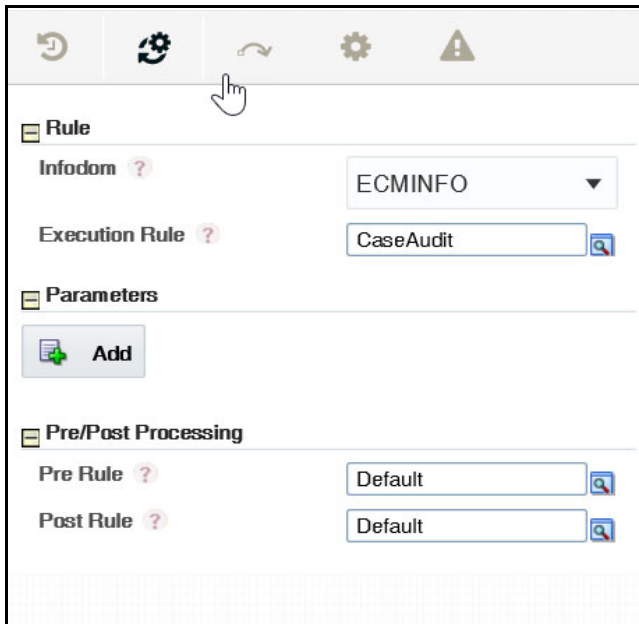 Rule
Infodom ?
ECMINFO
Execution Rule ?
CaseAudit
Parameters
Add
Pre/Post Processing
Pre Rule ?
Default
Post Rule ?
Default